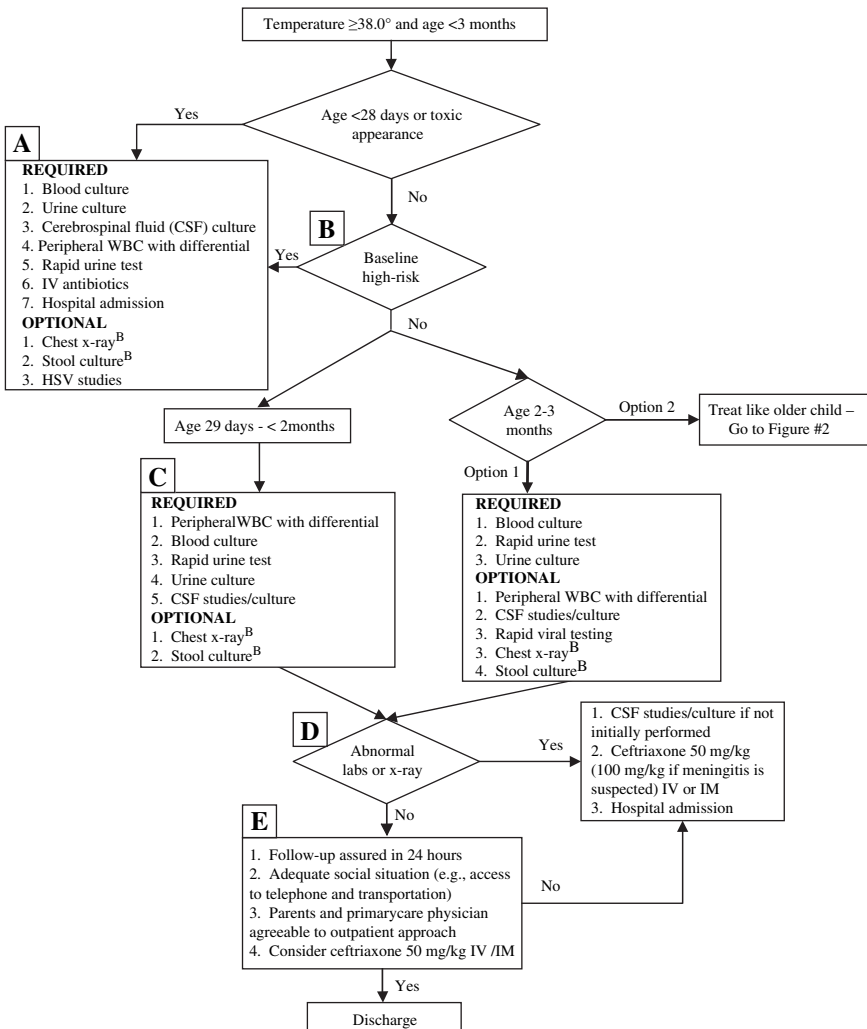 Temperature ≥38.0° and age <3 months
Age <28 days or toxic
appearance
Yes
No
A
REQUIRED
1. Blood culture
2. Urine culture
3. Cerebrospinal fluid (CSF) culture
4. Peripheral WBC with differential
5. Rapid urine test
6. IV antibiotics
7. Hospital admission
OPTIONAL
1. Chest x-rayB
2. Stool cultureB
3. HSV studies
B
Baseline
high-risk
Yes
No
Age 29 days - < 2months
Age 2-3
months
Option 2
Treat like older child –
Go to Figure #2
Option 1
C
REQUIRED
1. PeripheralWBC with differential
2. Blood culture
3. Rapid urine test
4. Urine culture
5. CSF studies/culture
OPTIONAL
1. Chest x-rayB
2. Stool cultureB
REQUIRED
1. Blood culture
2. Rapid urine test
3. Urine culture
OPTIONAL
1. Peripheral WBC with differential
2. CSF studies/culture
3. Rapid viral testing
3. Chest x-rayB
4. Stool cultureB
D
Abnormal
labs or x-ray
Yes
No
1. CSF studies/culture if not
initially performed
2. Ceftriaxone 50 mg/kg
(100 mg/kg if meningitis is
suspected) IV or IM
3. Hospital admission
E
1. Follow-up assured in 24 hours
2. Adequate social situation (e.g., access
to telephone and transportation)
3. Parents and primarycare physician
agreeable to outpatient approach
4. Consider ceftriaxone 50 mg/kg IV /IM
No
Yes
Discharge